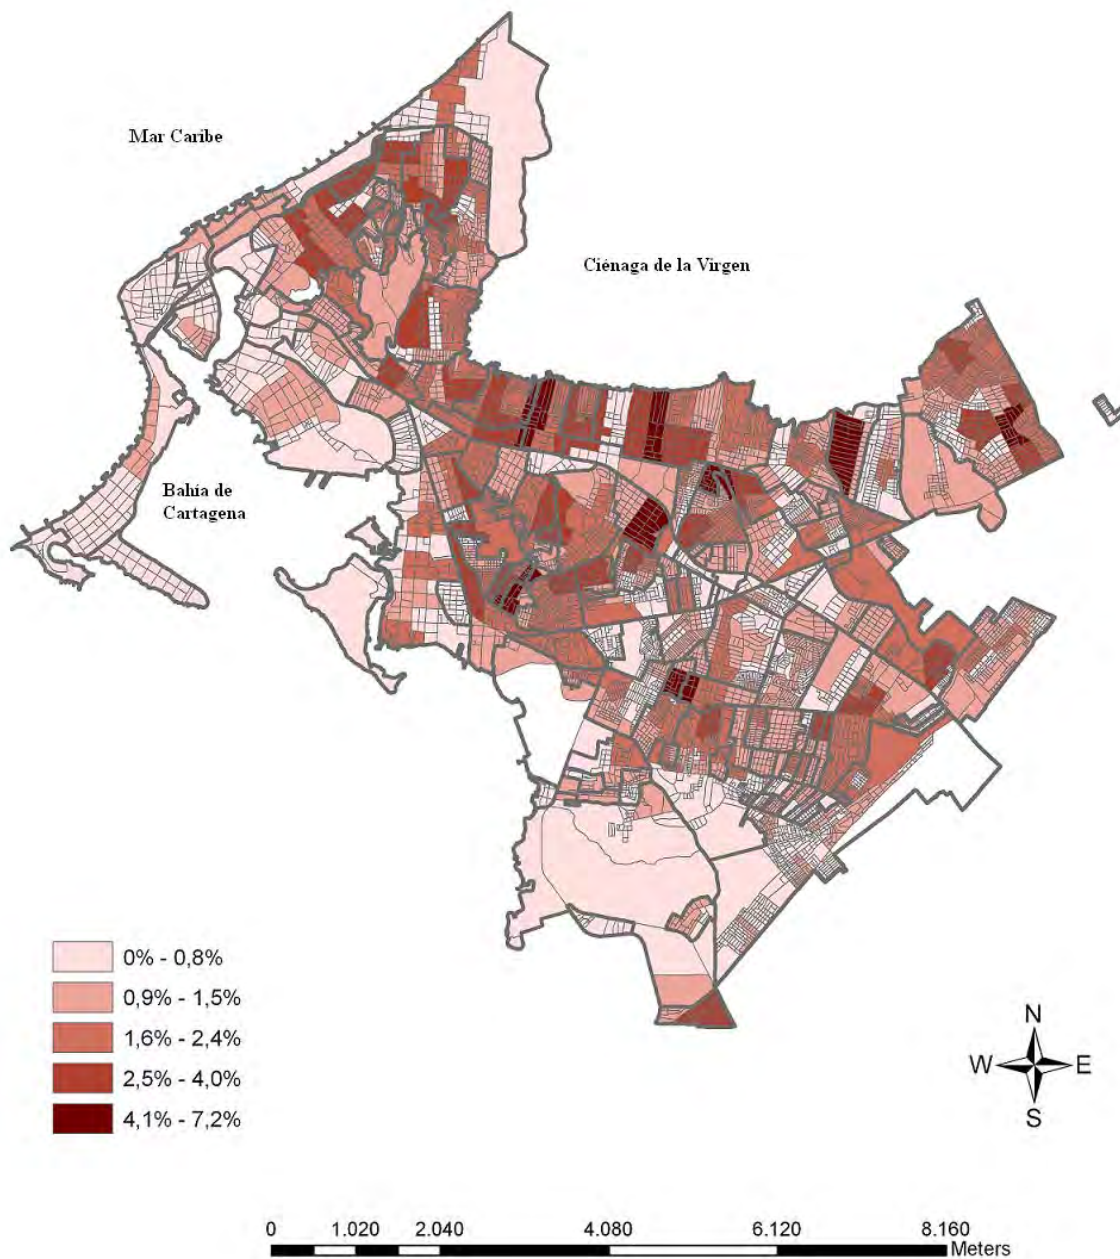 Mar Caribe
Ciénaga de la Virgen
Bahía de
Cartagena
0% - 0,8%
0,9% - 1,5%
1,6% - 2,4%
2,5% - 4,0%
4,1% - 7,2%
N
W E
S
0 1.020 2.040 4.080 6.120 8.160
Meters